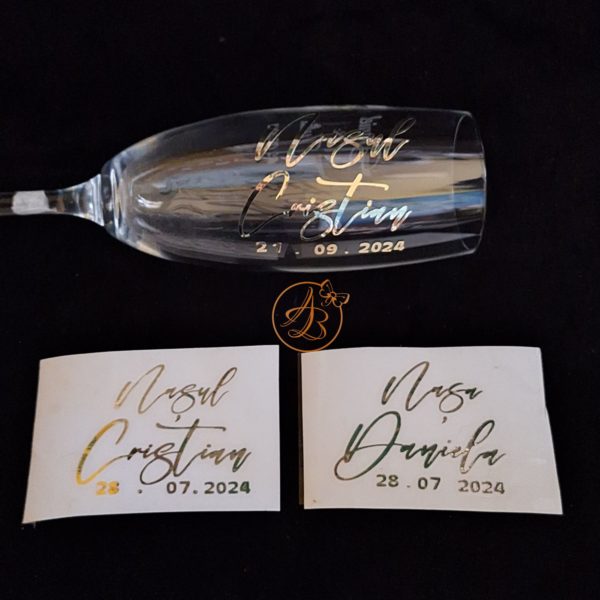 Nașul
Cristian
21 . 09 . 2024
AB
Nașul
Cristian
28 . 07.2024
Nașa
Daniela
28.07 2024